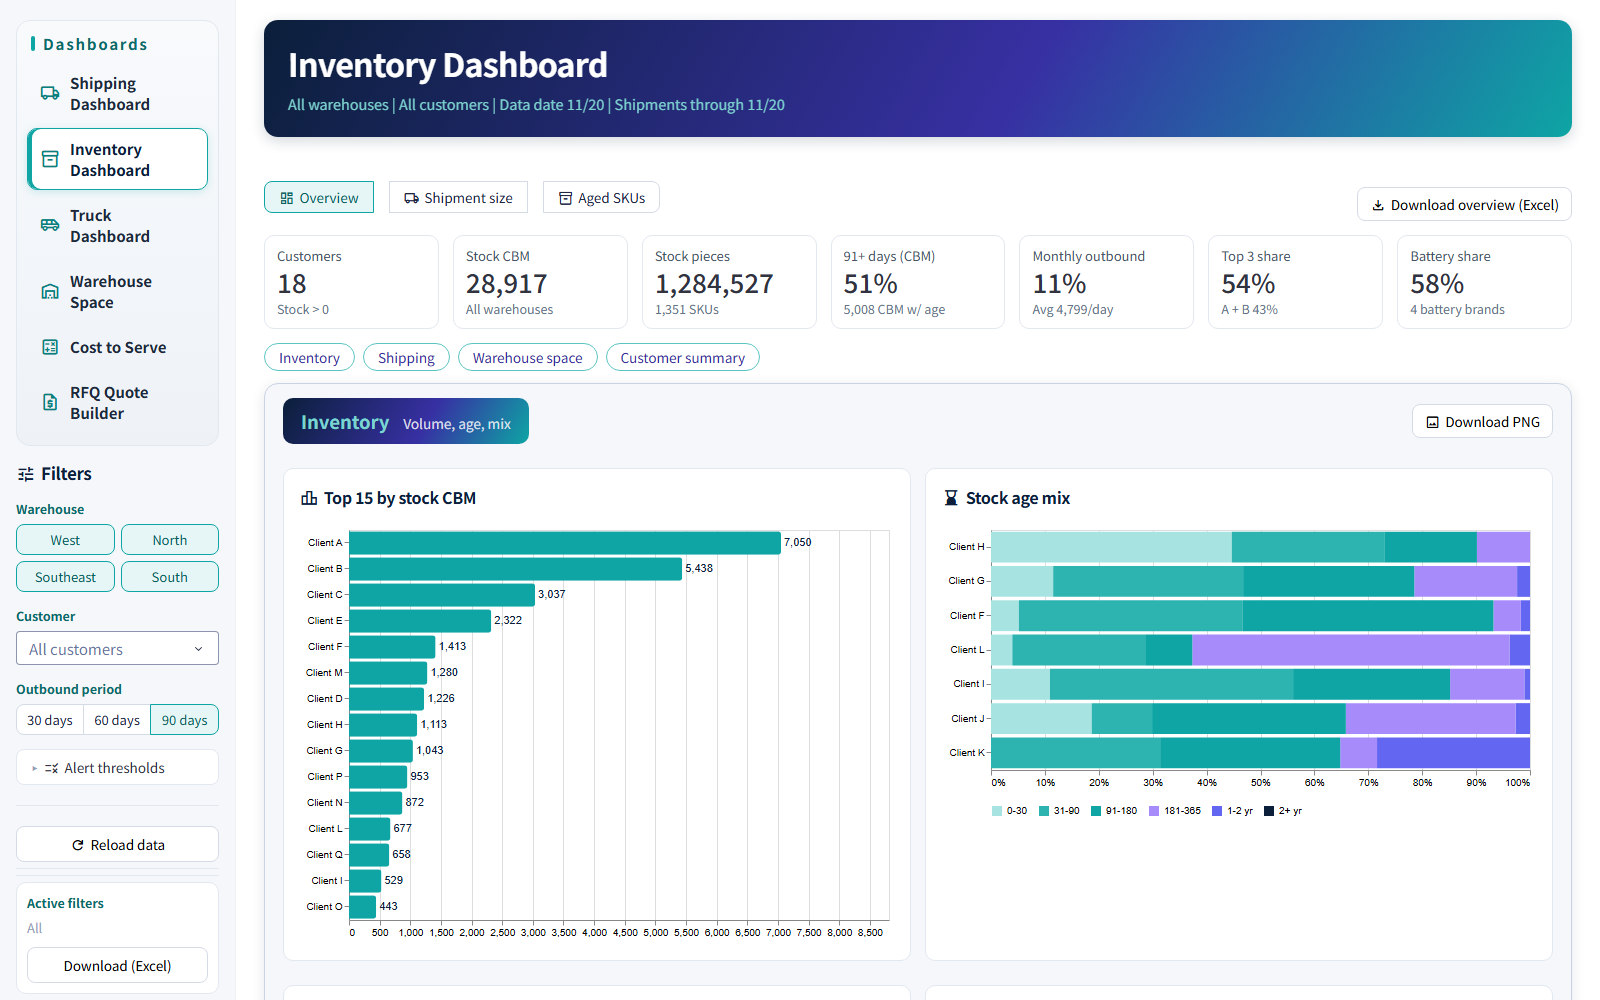 Dashboards
Shipping
Dashboard
Inventory
Dashboard
Truck
Dashboard
Warehouse
Space
Cost to Serve
RFQ Quote
Builder
Filters
Warehouse
West
North
Southeast
South
Customer
All customers
Outbound period
30 days
60 days
90 days
Alert thresholds
Reload data
Active filters
All
Download (Excel)
Inventory Dashboard
All warehouses | All customers | Data date 11/20 | Shipments through 11/20
Overview
Shipment size
Aged SKUs
Download overview (Excel)
Customers
18
Stock > 0
Stock CBM
28,917
All warehouses
Stock pieces
1,284,527
1,351 SKUs
91+ days (CBM)
51%
5,008 CBM w/ age
Monthly outbound
11%
Avg 4,799/day
Top 3 share
54%
A + B 43%
Battery share
58%
4 battery brands
Inventory
Shipping
Warehouse space
Customer summary
Inventory Volume, age, mix
Download PNG
Top 15 by stock CBM
Client A 7,050
Client B 5,438
Client C 3,037
Client E 2,322
Client F 1,413
Client M 1,280
Client D 1,226
Client H 1,113
Client G 1,043
Client P 953
Client N 872
Client L 677
Client Q 658
Client I 529
Client O 443
0 500 1,000 1,500 2,000 2,500 3,000 3,500 4,000 4,500 5,000 5,500 6,000 6,500 7,000 7,500 8,000 8,500
Stock age mix
Client H
Client G
Client F
Client L
Client I
Client J
Client K
0% 10% 20% 30% 40% 50% 60% 70% 80% 90% 100%
0-30 31-90 91-180 181-365 1-2 yr 2+ yr